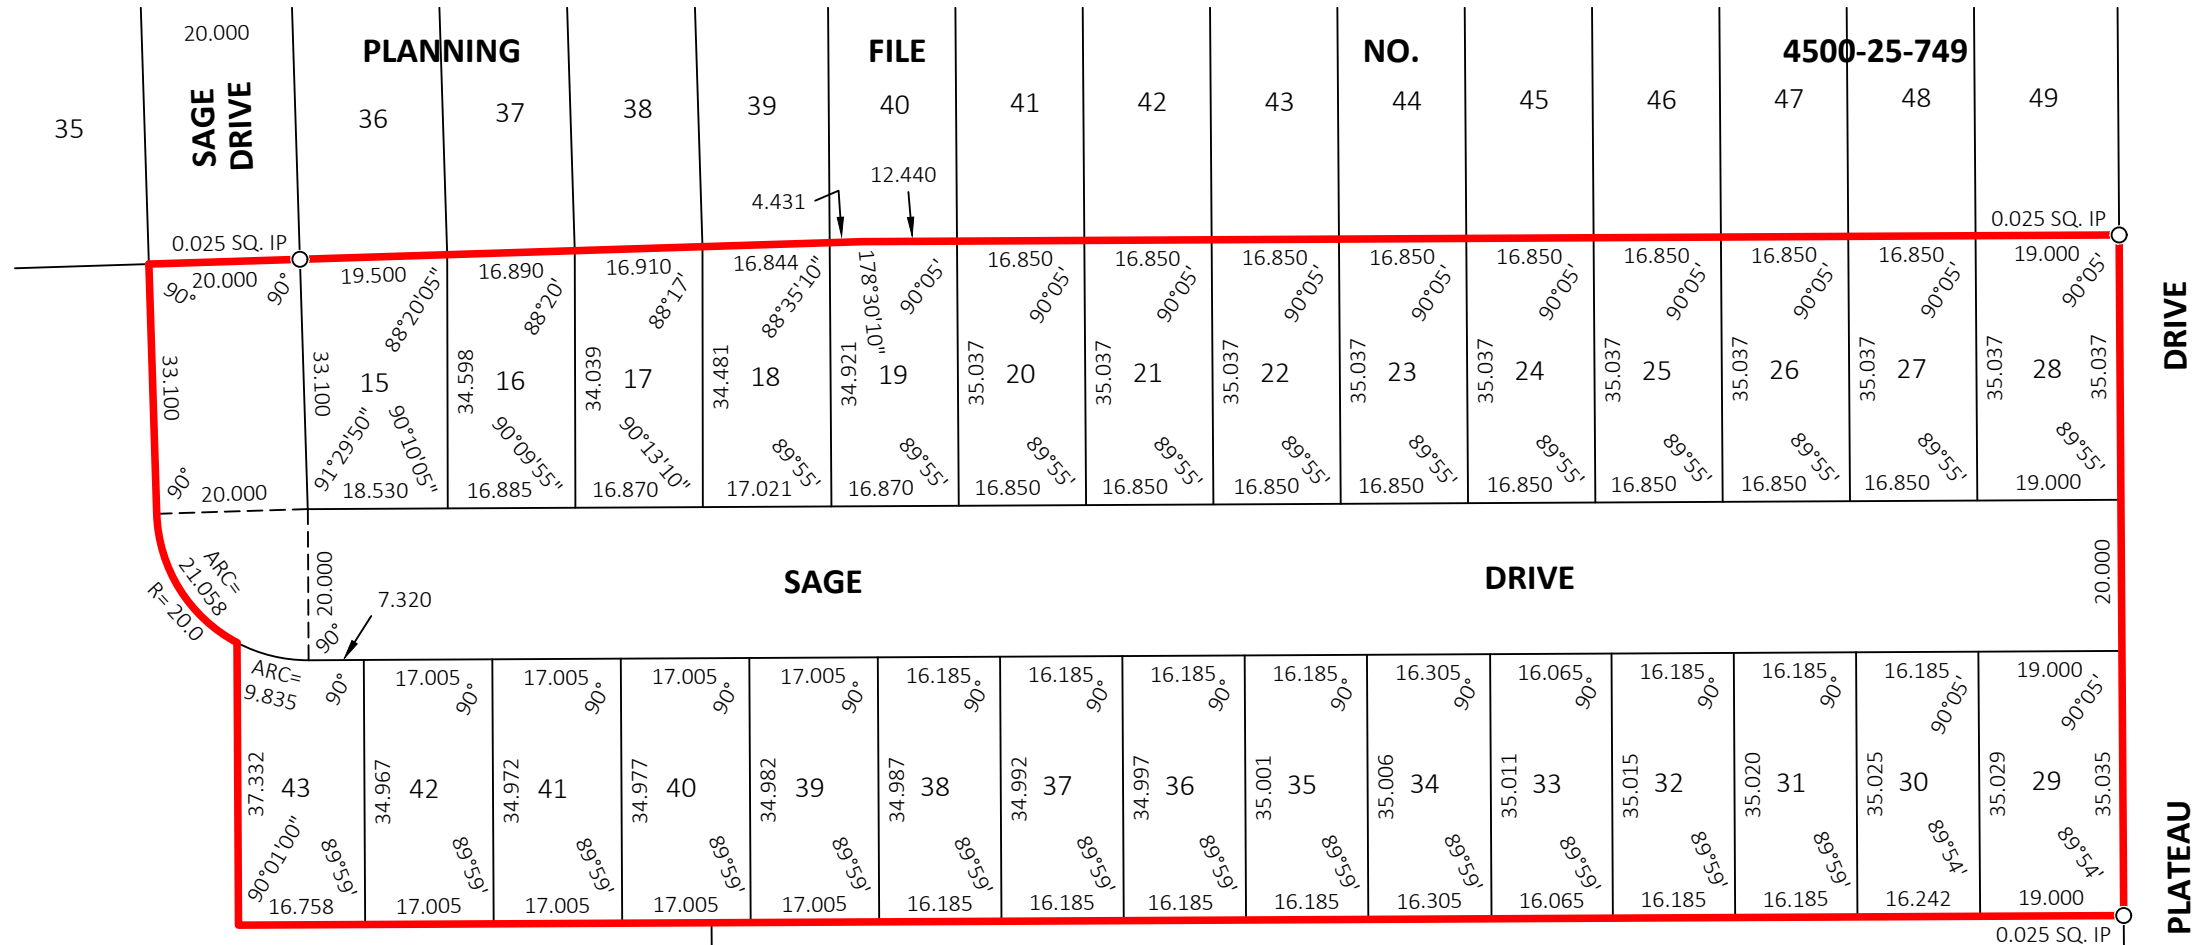 20.000
PLANNING FILE NO. 4500-25-749
SAGE
DRIVE
35 36 37 38 39 40 41 42 43 44 45 46 47 48 49
12.440
4.431
0.025 SQ. IP
0.025 SQ. IP
20.000 19.500 16.890 16.910 16.844 16.850 16.850 16.850 16.850 16.850 16.850 16.850 16.850 19.000
90° 90° 88°20'05" 88°20' 88°17' 88°35'10" 178°30'10" 90°05' 90°05' 90°05' 90°05' 90°05' 90°05' 90°05' 90°05' 90°05' 90°05'
DRIVE
33.100 33.100 34.598 34.039 34.481 34.921 35.037 35.037 35.037 35.037 35.037 35.037 35.037 35.037 35.037 35.037
15 16 17 18 19 20 21 22 23 24 25 26 27 28
90° 91°29'50" 90°10'05" 90°09'55" 90°13'10" 89°55' 89°55' 89°55' 89°55' 89°55' 89°55' 89°55' 89°55' 89°55' 89°55' 89°55'
20.000 18.530 16.885 16.870 17.021 16.870 16.850 16.850 16.850 16.850 16.850 16.850 16.850 16.850 19.000
ARC=
21.058
R= 20.0
20.000
90°
7.320
SAGE DRIVE
20.000
ARC=
9.835
17.005 17.005 17.005 17.005 16.185 16.185 16.185 16.185 16.305 16.065 16.185 16.185 16.185 19.000
90° 90° 90° 90° 90° 90° 90° 90° 90° 90° 90° 90° 90° 90°05' 90°05'
37.332 34.967 34.972 34.977 34.982 34.987 34.992 34.997 35.001 35.006 35.011 35.015 35.020 35.025 35.029 35.035
43 42 41 40 39 38 37 36 35 34 33 32 31 30 29
90°01'00" 89°59' 89°59' 89°59' 89°59' 89°59' 89°59' 89°59' 89°59' 89°59' 89°59' 89°59' 89°59' 89°59' 89°54' 89°54'
16.758 17.005 17.005 17.005 17.005 16.185 16.185 16.185 16.185 16.305 16.065 16.185 16.185 16.242 19.000
PLATEAU
0.025 SQ. IP